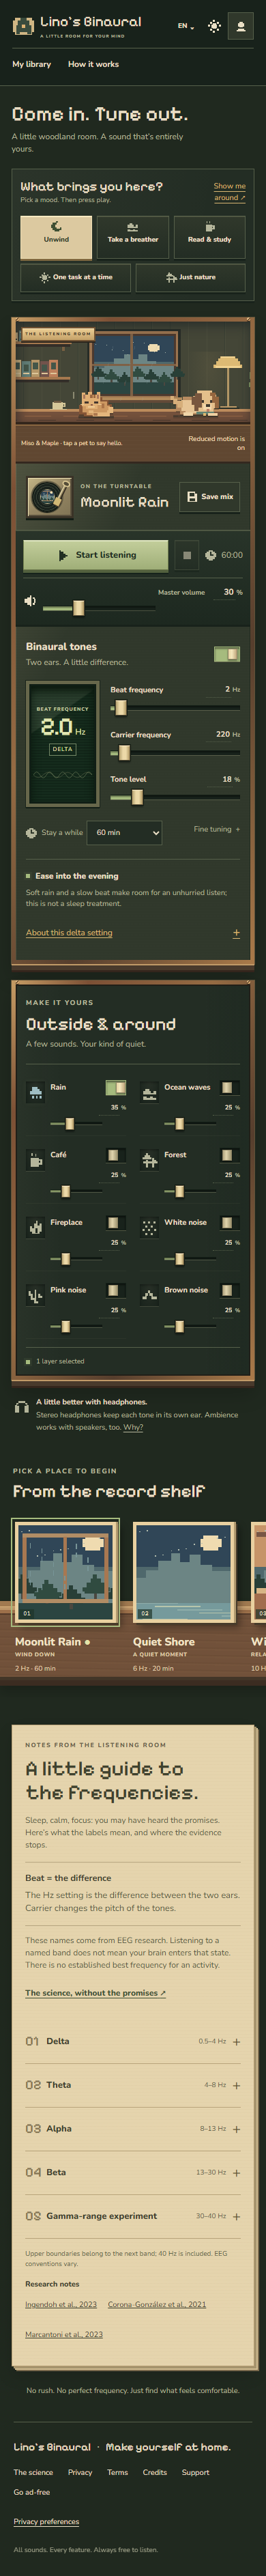 Lino's Binaural
A LITTLE ROOM FOR YOUR MIND
EN
My library How it works
Come in. Tune out.
A little woodland room. A sound that's entirely
yours.
What brings you here?
Pick a mood. Then press play.
Show me
around ↗
Unwind
Take a breather
Read & study
One task at a time
Just nature
THE LISTENING ROOM
Miso & Maple · tap a pet to say hello.
Reduced motion is
on
ON THE TURNTABLE
Moonlit Rain
Save mix
Start listening
60:00
Master volume 30 %
Binaural tones
Two ears. A little difference.
BEAT FREQUENCY
2.0 Hz
DELTA
Beat frequency 2 Hz
Carrier frequency 220 Hz
Tone level 18 %
Stay a while 60 min
Fine tuning +
Ease into the evening
Soft rain and a slow beat make room for an unhurried listen;
this is not a sleep treatment.
About this delta setting +
MAKE IT YOURS
Outside & around
A few sounds. Your kind of quiet.
Rain
35 %
Ocean waves
25 %
Café
25 %
Forest
25 %
Fireplace
25 %
White noise
25 %
Pink noise
25 %
Brown noise
25 %
1 layer selected
A little better with headphones.
Stereo headphones keep each tone in its own ear. Ambience
works with speakers, too. Why?
PICK A PLACE TO BEGIN
From the record shelf
01
Moonlit Rain
WIND DOWN
2 Hz · 60 min
02
Quiet Shore
A QUIET MOMENT
6 Hz · 20 min
03
Wi
RELA
10 H
NOTES FROM THE LISTENING ROOM
A little guide to
the frequencies.
Sleep, calm, focus: you may have heard the promises.
Here's what the labels mean, and where the evidence
stops.
Beat = the difference
The Hz setting is the difference between the two ears.
Carrier changes the pitch of the tones.
These names come from EEG research. Listening to a
named band does not mean your brain enters that state.
There is no established best frequency for an activity.
The science, without the promises ↗
01 Delta 0.5–4 Hz +
02 Theta 4–8 Hz +
03 Alpha 8–13 Hz +
04 Beta 13–30 Hz +
05 Gamma-range experiment 30–40 Hz +
Upper boundaries belong to the next band; 40 Hz is included. EEG
conventions vary.
Research notes
Ingendoh et al., 2023 Corona-González et al., 2021
Marcantoni et al., 2023
No rush. No perfect frequency. Just find what feels comfortable.
Lino's Binaural · Make yourself at home.
The science Privacy Terms Credits Support
Go ad-free
Privacy preferences
All sounds. Every feature. Always free to listen.